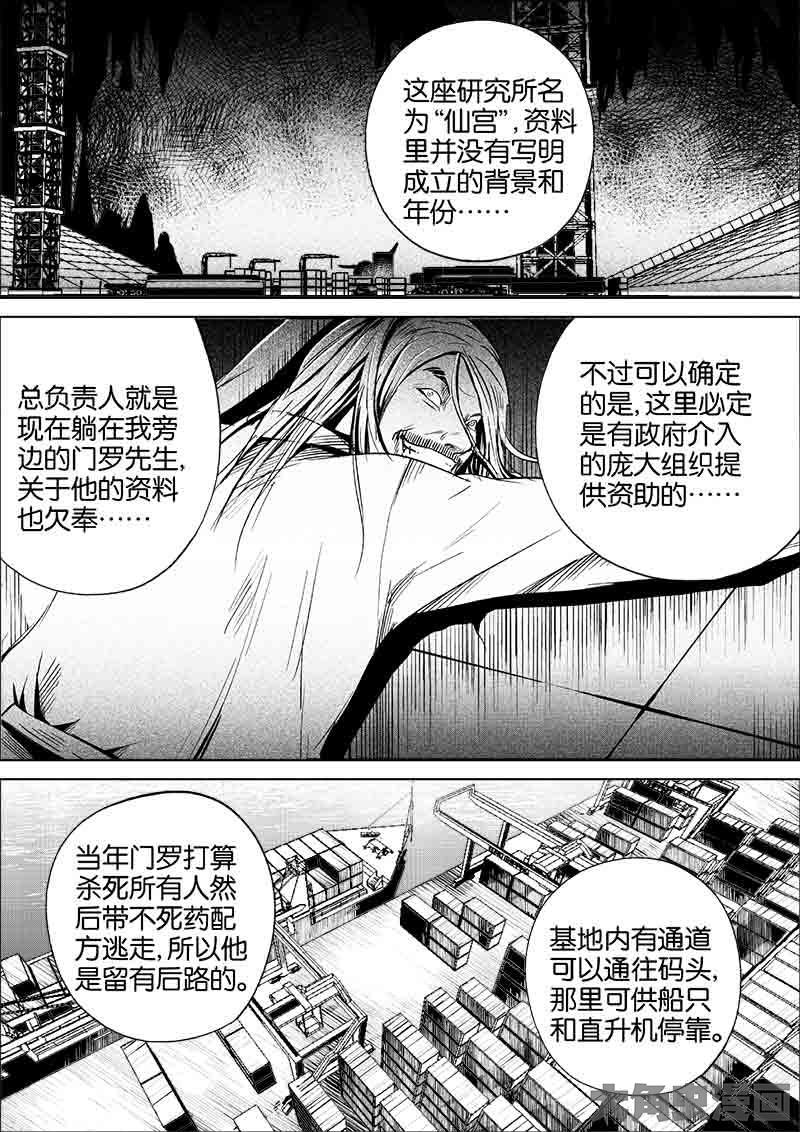 这座研究所名
为“仙宫”，资料
里并没有写明
成立的背景和
年份……
不过可以确定
的是，这里必定
是有政府介入
的庞大组织提
供资助的……
总负责人就是
现在躺在我旁
边的门罗先生，
关于他的资料
也欠奉……
当年门罗打算
杀死所有人然
后带不死药配
方逃走，所以他
是留有后路的。
基地内有通道
可以通往码头，
那里可供船只
和直升机停靠。